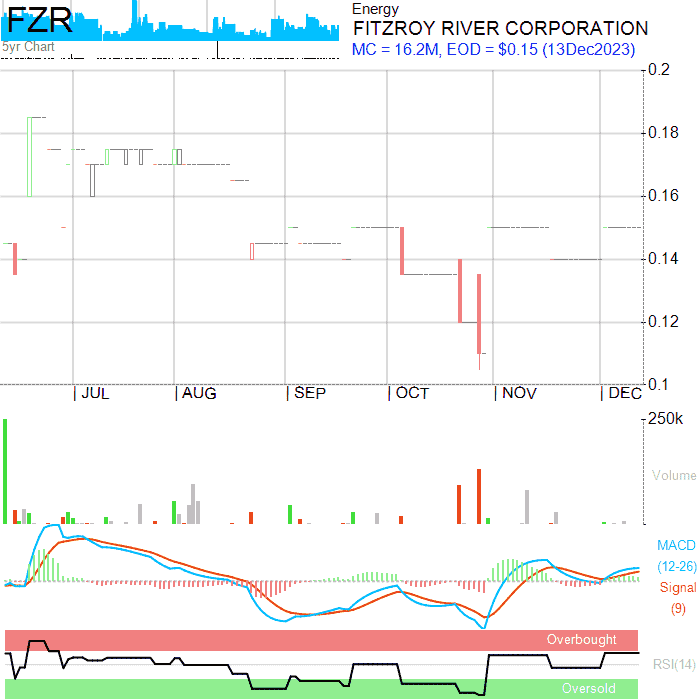 FZR
5yr Chart
Energy
FITZROY RIVER CORPORATION
MC = 16.2M, EOD = $0.15 (13Dec2023)
0.2
0.18
0.16
0.14
0.12
0.1
JUL
AUG
SEP
OCT
NOV
DEC
250k
Volume
MACD
(12-26)
Signal
(9)
Overbought
RSI(14)
Oversold